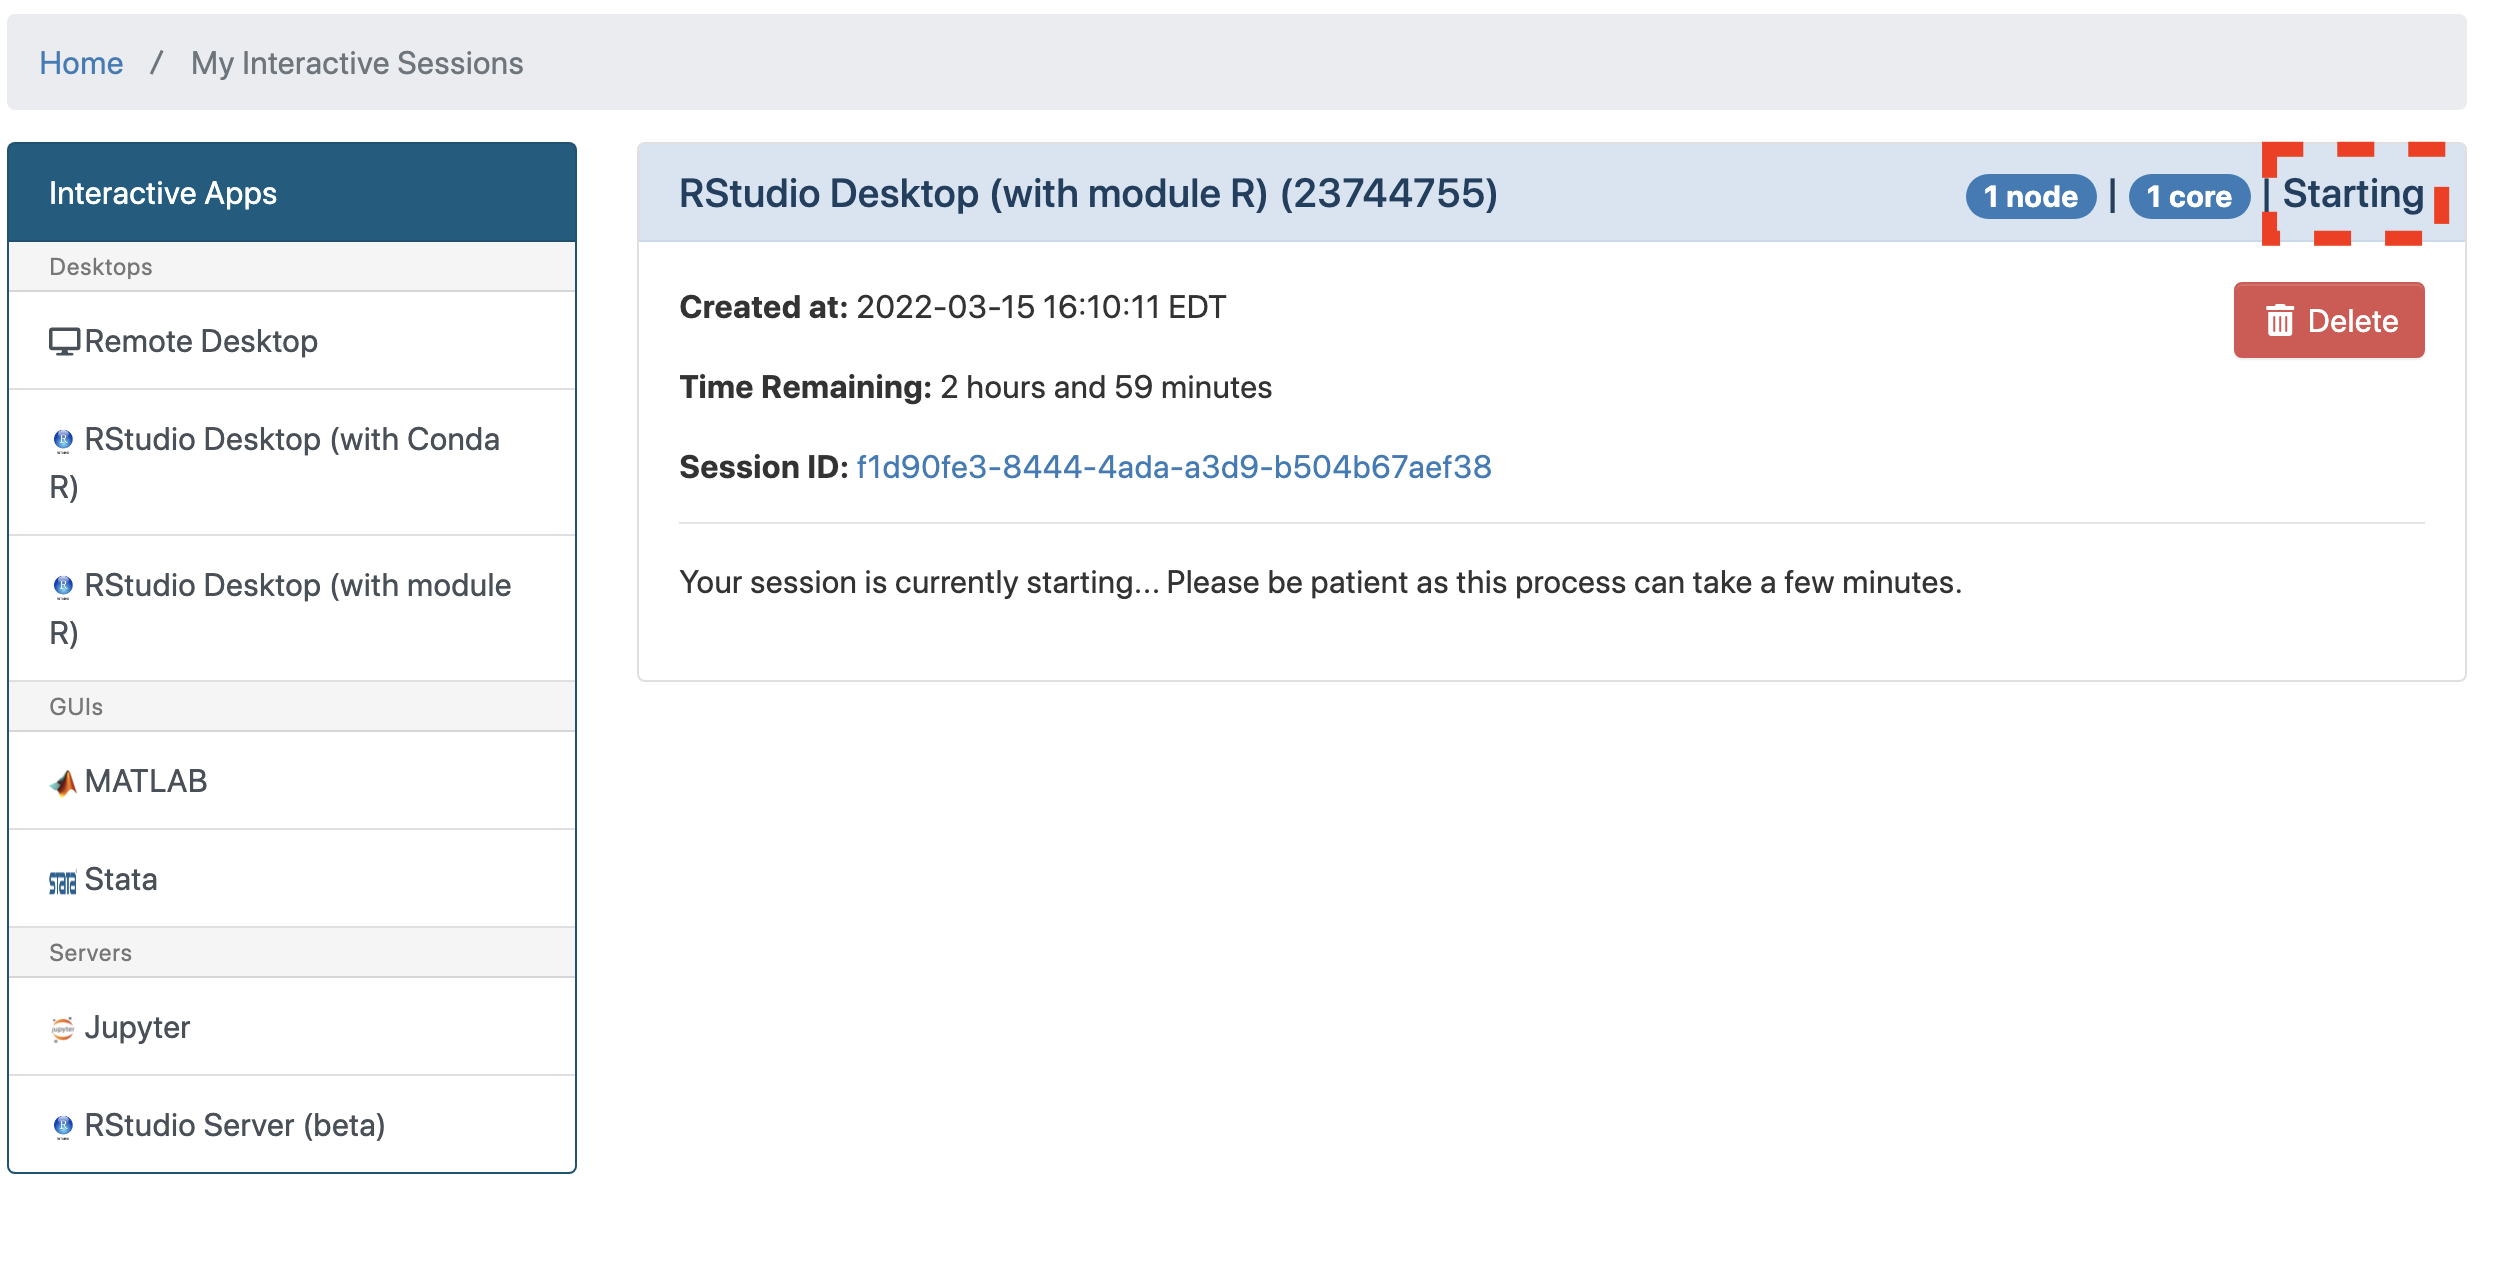 Home / My Interactive Sessions
Interactive Apps
Desktops
Remote Desktop
RStudio Desktop (with Conda
R)
RStudio Desktop (with module
R)
GUIs
MATLAB
Stata
Servers
Jupyter
RStudio Server (beta)
RStudio Desktop (with module R) (23744755)
1 node | 1 core | Starting
Created at: 2022-03-15 16:10:11 EDT
Delete
Time Remaining: 2 hours and 59 minutes
Session ID: f1d90fe3-8444-4ada-a3d9-b504b67aef38
Your session is currently starting... Please be patient as this process can take a few minutes.